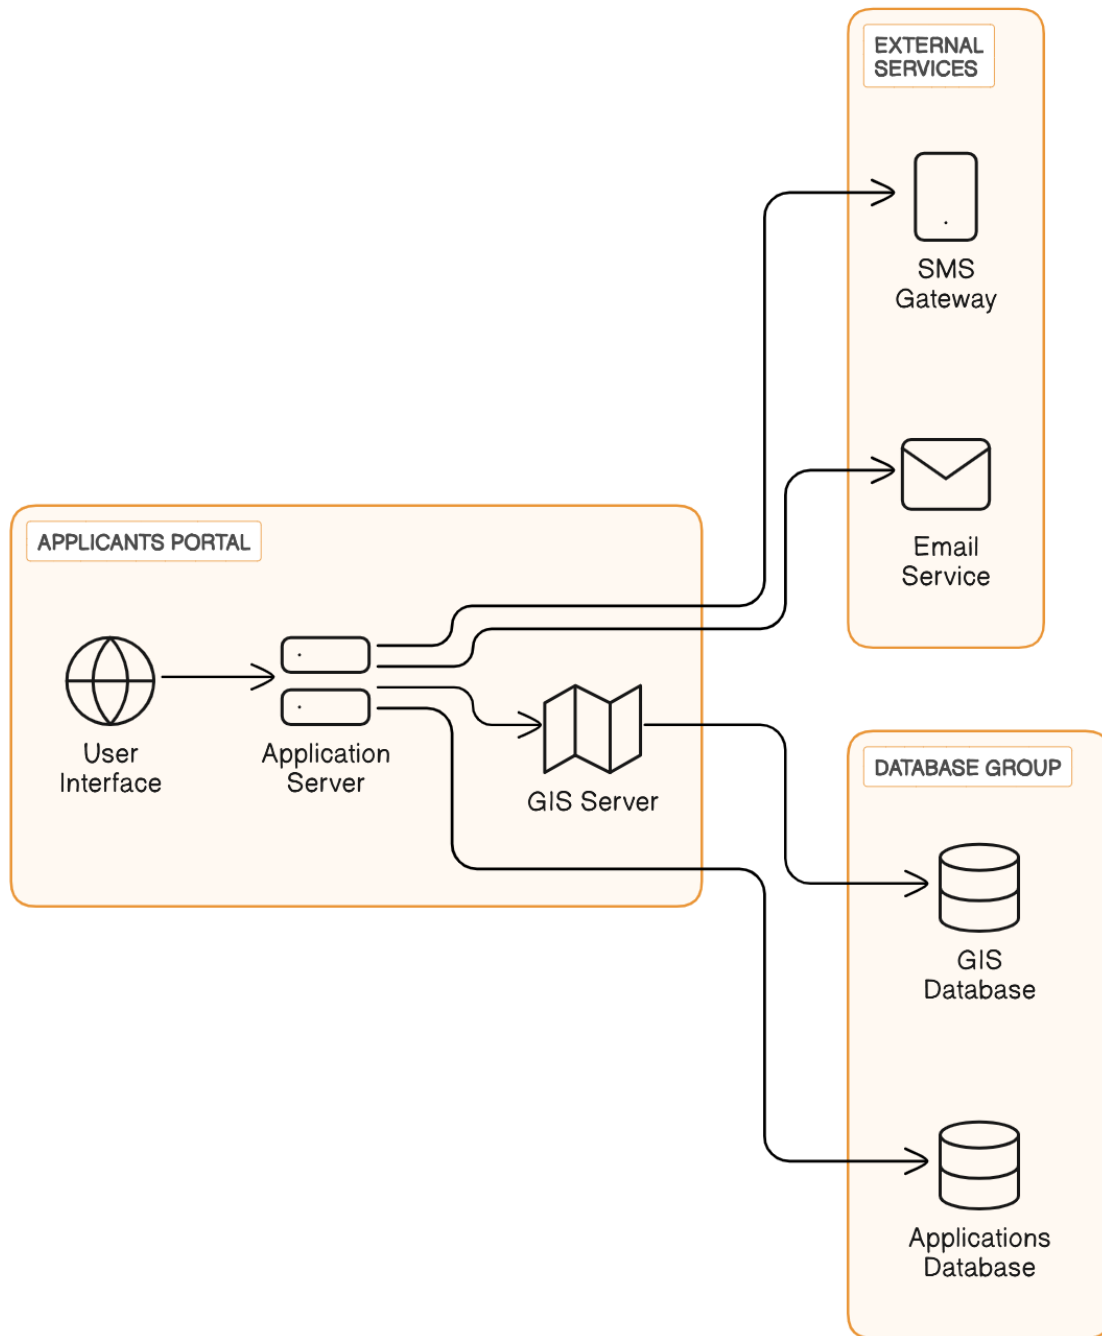 EXTERNAL
SERVICES
SMS
Gateway
Email
Service
APPLICANTS PORTAL
User
Interface
Application
Server
GIS Server
DATABASE GROUP
GIS
Database
Applications
Database